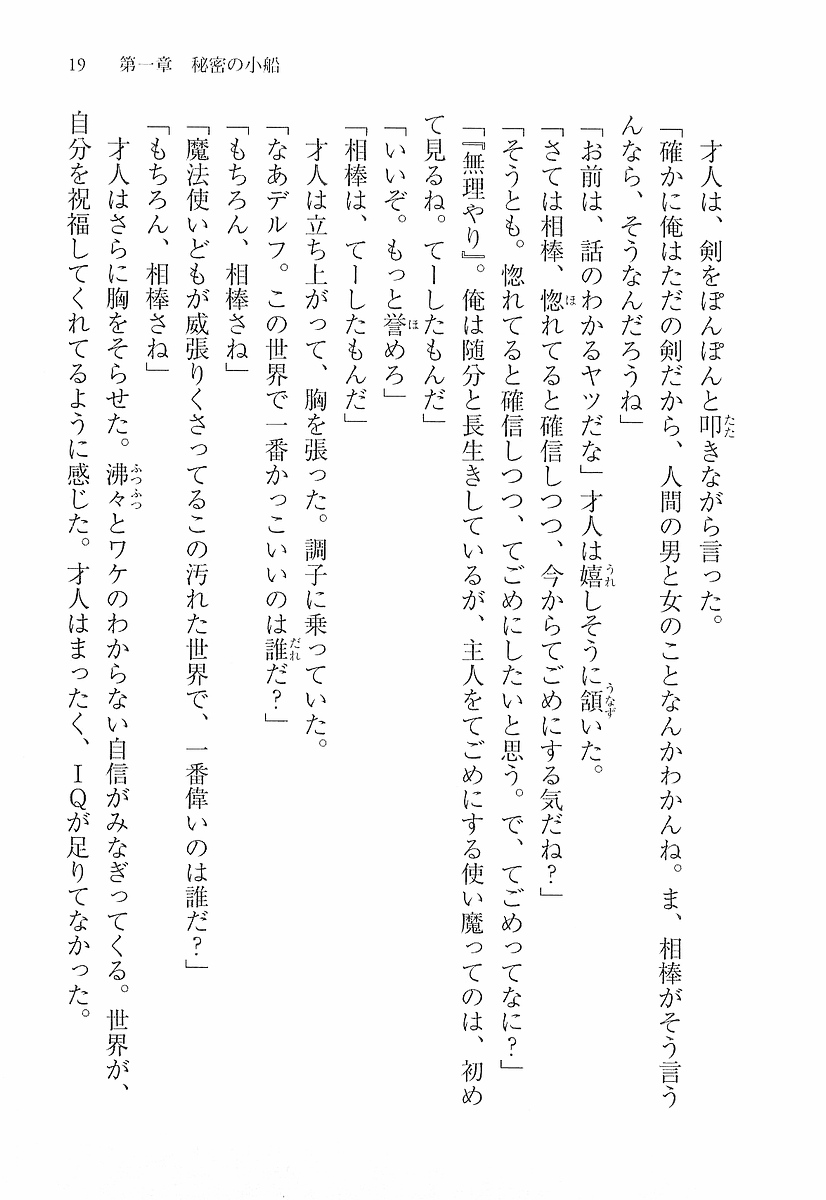 19　第一章　秘密の小船
　才人は、剣をぽんぽんと叩きながら言った。
「確かに俺はただの剣だから、人間の男と女のことなんかわかんね。ま、相棒がそう言う
んなら、そうなんだろうね」
「お前は、話のわかるヤツだな」才人は嬉しそうに頷いた。
「さては相棒、惚れてると確信しつつ、今からてごめにする気だね？」
「そうとも。惚れてると確信しつつ、てごめにしたいと思う。で、てごめってなに？」
「『無理やり』。俺は随分と長生きしているが、主人をてごめにする使い魔ってのは、初め
て見るね。てーしたもんだ」
「いいぞ。もっと誉めろ」
「相棒は、てーしたもんだ」
　才人は立ち上がって、胸を張った。調子に乗っていた。
「なあデルフ。この世界で一番かっこいいのは誰だ？」
「もちろん、相棒さね」
「魔法使いどもが威張りくさってるこの汚れた世界で、一番偉いのは誰だ？」
「もちろん、相棒さね」
　才人はさらに胸をそらせた。沸々とワケのわからない自信がみなぎってくる。世界が、
自分を祝福してくれてるように感じた。才人はまったく、ＩＱが足りてなかった。